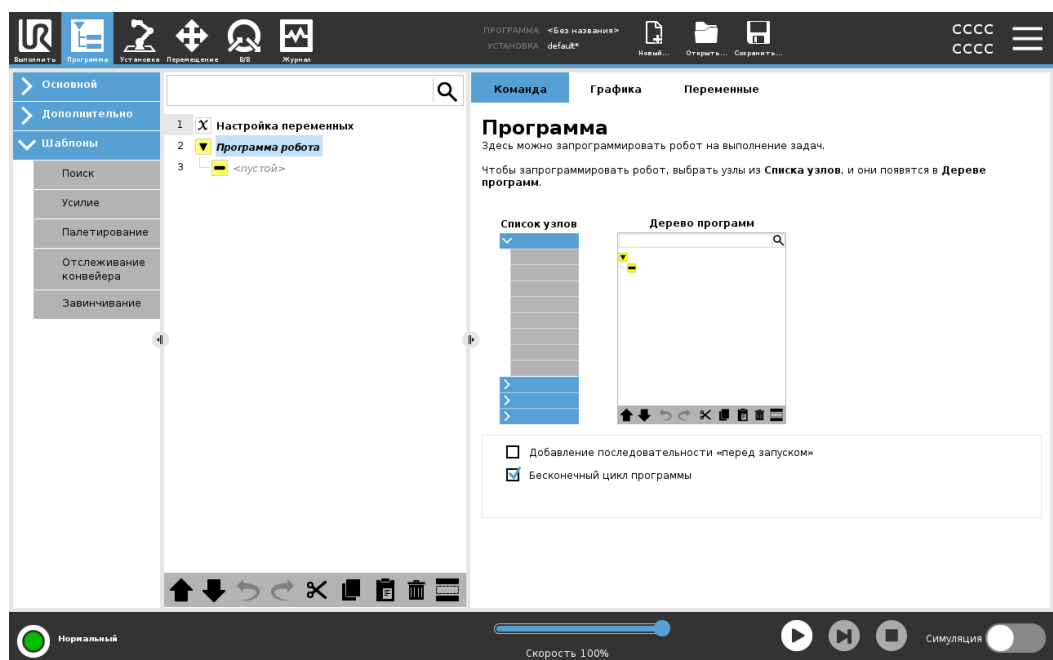 UR
Выполнить
Программа
Установка
Перемещение
В/В
Журнал
ПРОГРАММА <Без названия>
УСТАНОВКА default*
Новый...
Открыть...
Сохранить...
CCCC
CCCC
Основной
Дополнительно
Шаблоны
Поиск
Усилие
Палетирование
Отслеживание
конвейера
Завинчивание
1 X Настройка переменных
2 Программа робота
3 <пустой>
Команда
Графика
Переменные
Программа
Здесь можно запрограммировать робот на выполнение задач.
Чтобы запрограммировать робот, выбрать узлы из Списка узлов, и они появятся в Дереве
программ.
Список узлов
Дерево программ
Добавление последовательности «перед запуском»
Бесконечный цикл программы
Нормальный
Скорость 100%
Симуляция